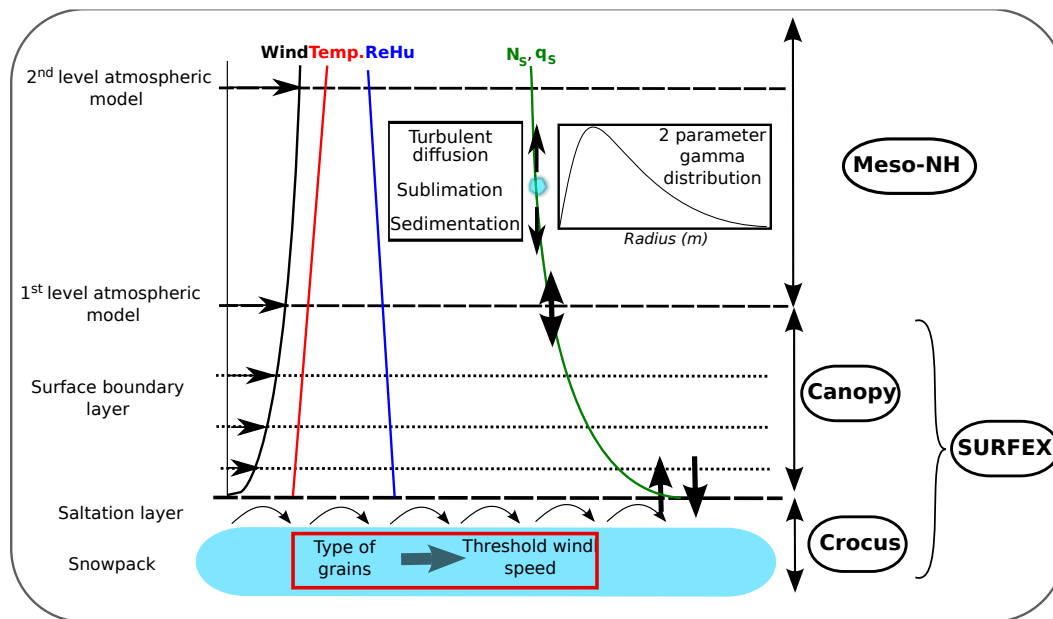 Wind Temp. ReHu
N_S, q_S
2nd level atmospheric
model
Turbulent
diffusion
Sublimation
Sedimentation
2 parameter
gamma
distribution
Radius (m)
Meso-NH
1st level atmospheric
model
Surface boundary
layer
Canopy
SURFEX
Saltation layer
Snowpack
Type of
grains
Threshold wind
speed
Crocus